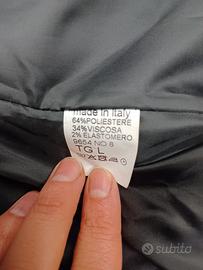 made in Italy
64% POLIESTERE
34% VISCOSA
2% ELASTOMERO
9664 NO 8
TG L
subito